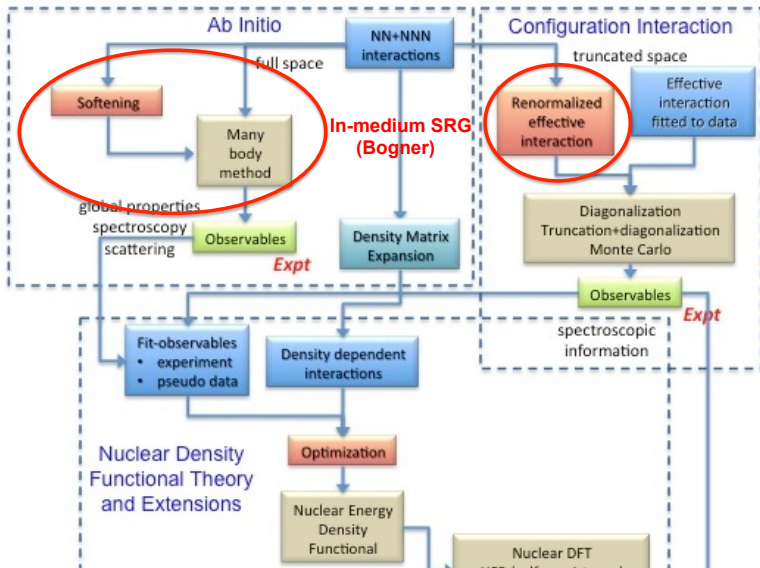 Ab Initio
NN+NNN
interactions
Configuration Interaction
full space
truncated space
Softening
Many
body
method
In-medium SRG
(Bogner)
Renormalized
effective
interaction
Effective
interaction
fitted to data
global properties
spectroscopy
scattering
Observables
Expt
Density Matrix
Expansion
Diagonalization
Truncation+diagonalization
Monte Carlo
Observables
Expt
spectroscopic
information
Fit-observables
• experiment
• pseudo data
Density dependent
interactions
Nuclear Density
Functional Theory
and Extensions
Optimization
Nuclear Energy
Density
Functional
Nuclear DFT